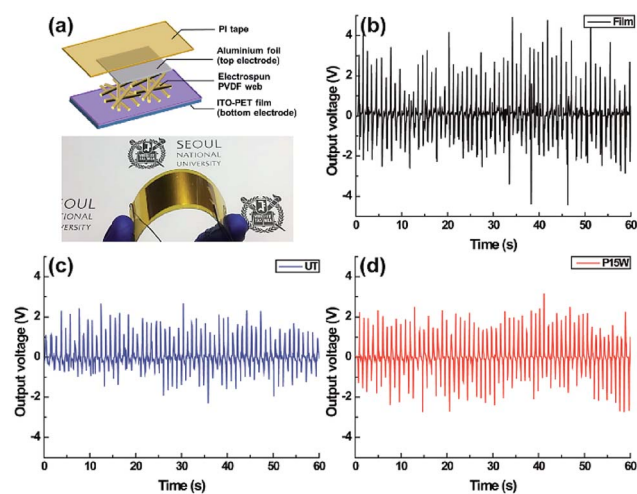 (a)
PI tape
Aluminium foil
(top electrode)
Electrospun
PVDF web
ITO-PET film
(bottom electrode)
SEOUL
NATIONAL
UNIVERSITY
EOUL
NATIONAL
UNIVERSITY
(b)
Film
Output voltage (V)
4
2
0
-2
-4
0 10 20 30 40 50 60
Time (s)
(c)
UT
Output voltage (V)
4
2
0
-2
-4
0 10 20 30 40 50 60
Time (s)
(d)
P15W
Output voltage (V)
4
2
0
-2
-4
0 10 20 30 40 50 60
Time (s)